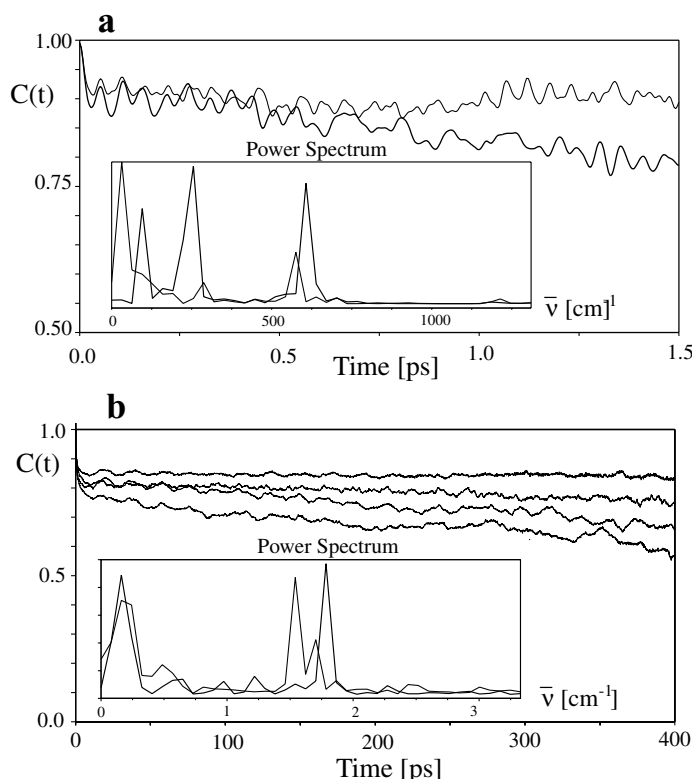 a
1.00
C(t)
0.75
0.50
Power Spectrum
0 500 1000
ν̅ [cm]¹
0.0 0.5 1.0 1.5
Time [ps]
b
1.0
C(t)
0.5
0.0
Power Spectrum
0 1 2 3
ν̅ [cm⁻¹]
0 100 200 300 400
Time [ps]